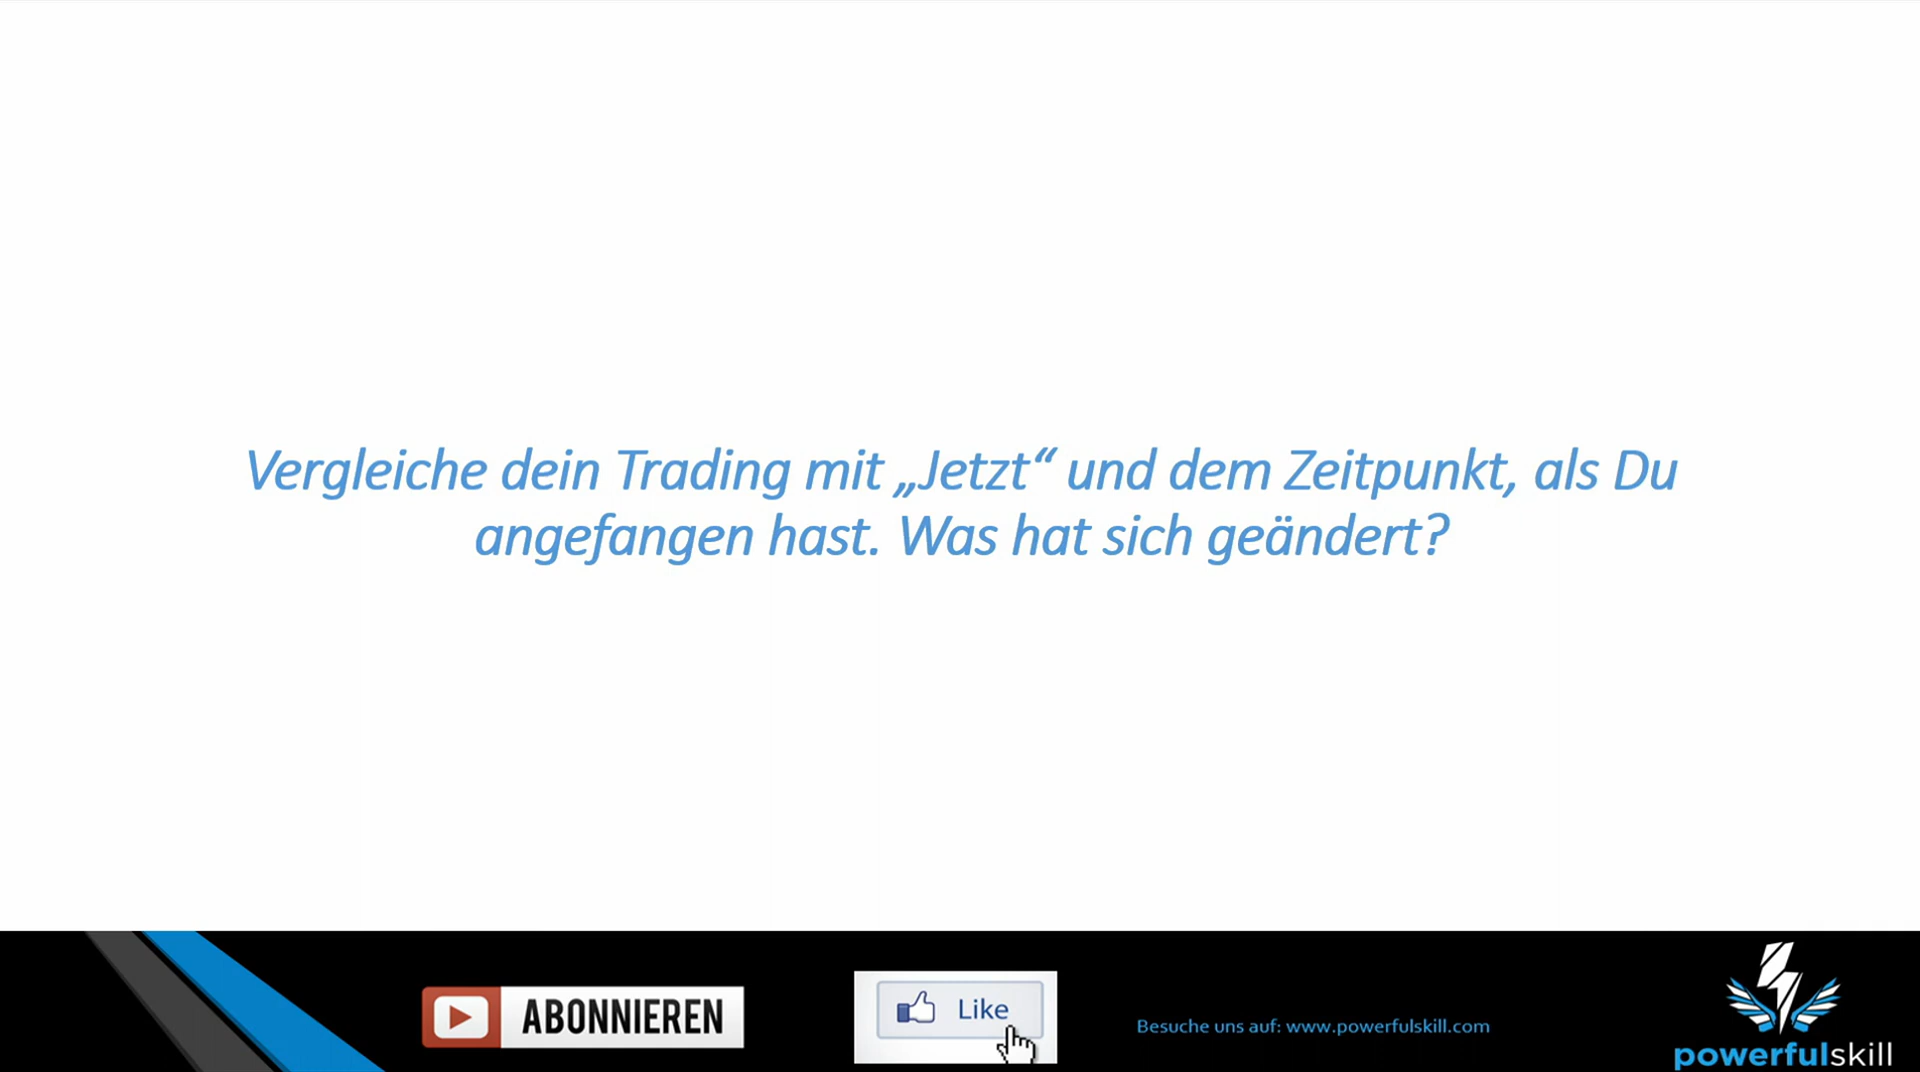 Vergleiche dein Trading mit „Jetzt“ und dem Zeitpunkt, als Du
angefangen hast. Was hat sich geändert?
ABONNIEREN
Like
Besuche uns auf: www.powerfulskill.com
powerfulskill